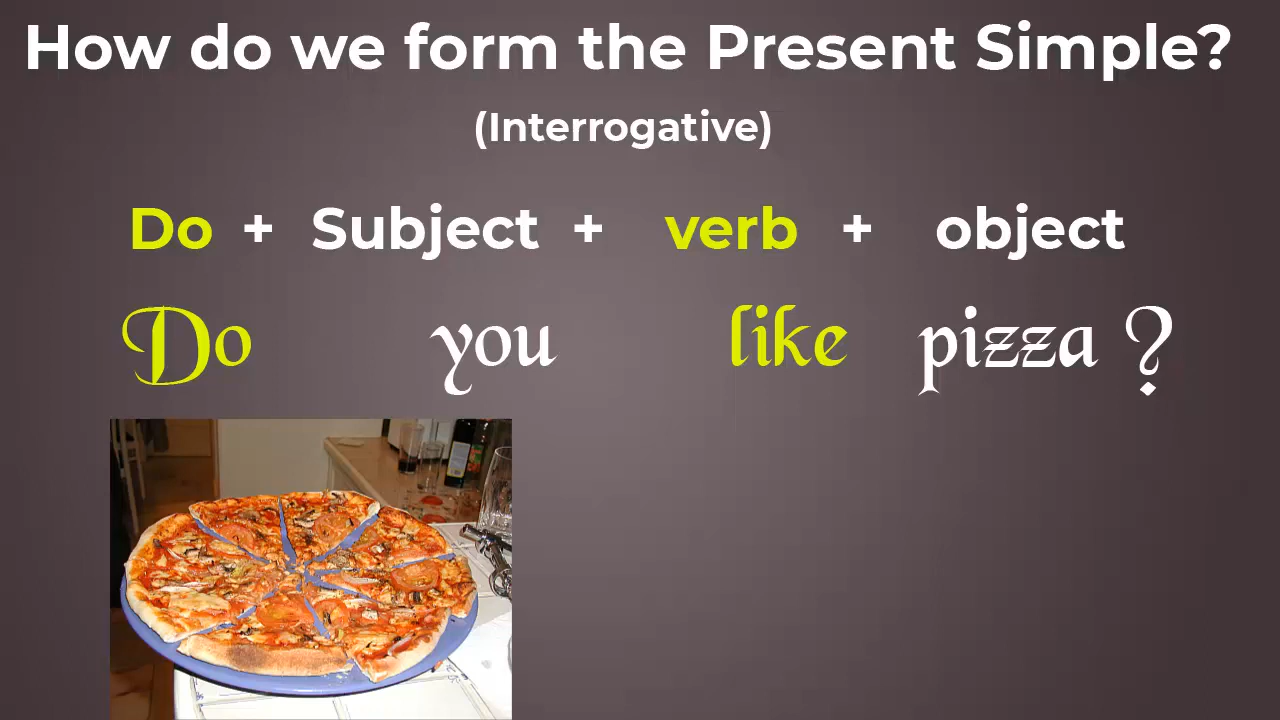 How do we form the Present Simple?
(Interrogative)
Do + Subject + verb + object
Do you like pizza ?